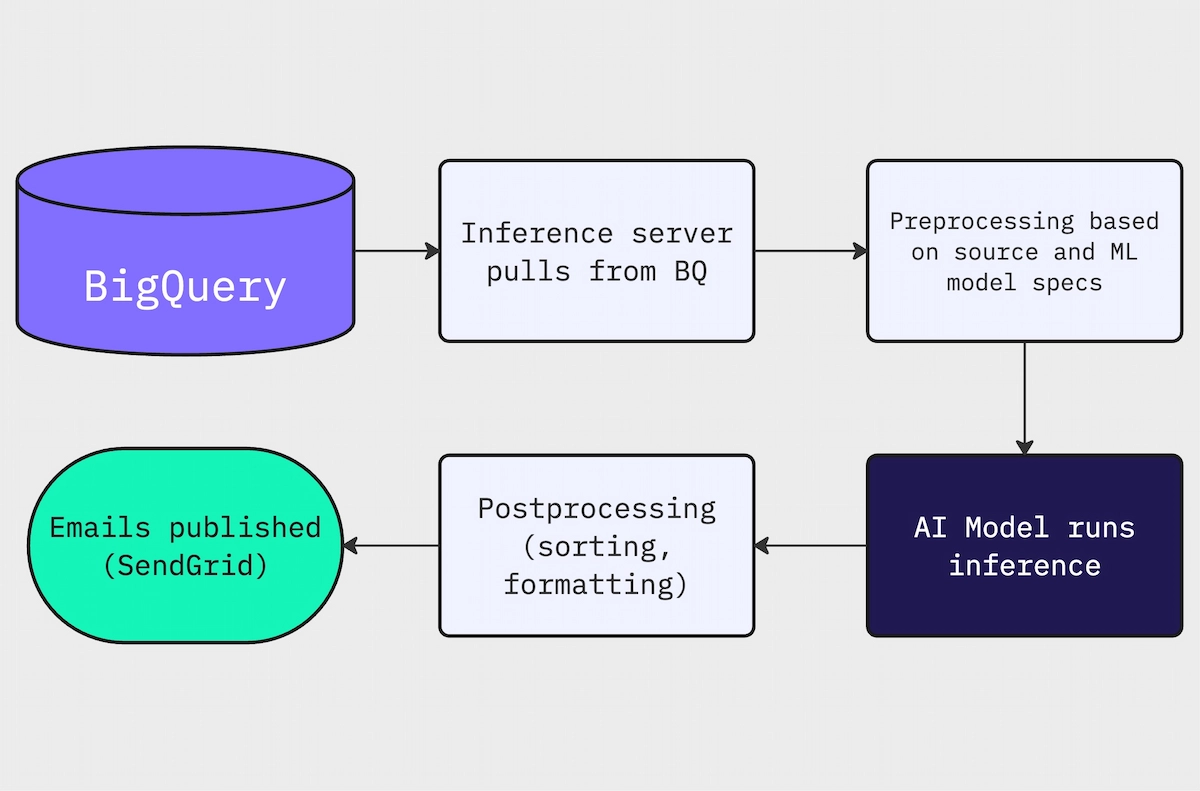 BigQuery
Inference server
pulls from BQ
Preprocessing based
on source and ML
model specs
AI Model runs
inference
Postprocessing
(sorting,
formatting)
Emails published
(SendGrid)